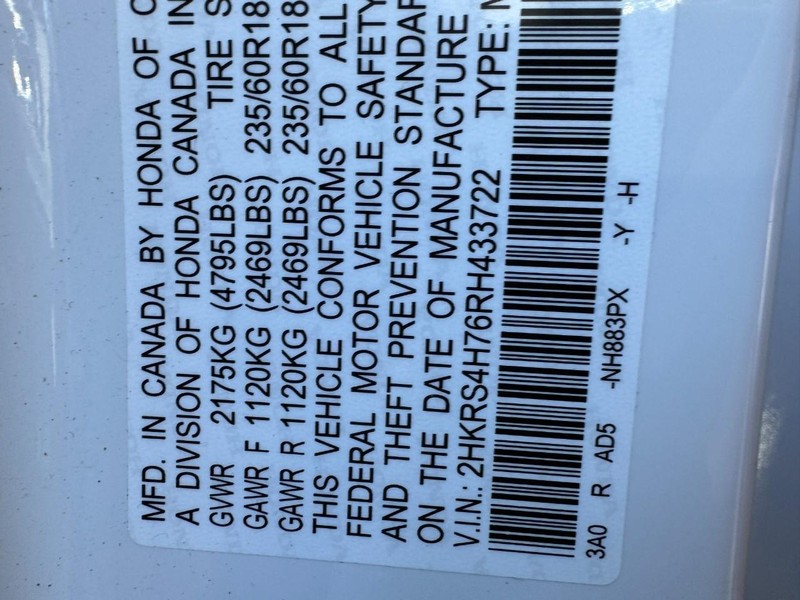 MFD. IN CANADA BY HONDA OF C
A DIVISION OF HONDA CANADA IN
GVWR 2175KG (4795LBS) TIRE S
GAWR F 1120KG (2469LBS) 235/60R18
GAWR R 1120KG (2469LBS) 235/60R18
THIS VEHICLE CONFORMS TO ALL
FEDERAL MOTOR VEHICLE SAFETY
AND THEFT PREVENTION STANDAR
ON THE DATE OF MANUFACTURE
V.I.N.: 2HKRS4H76RH433722 TYPE: M
3A0 R AD5 -NH883PX -Y -H